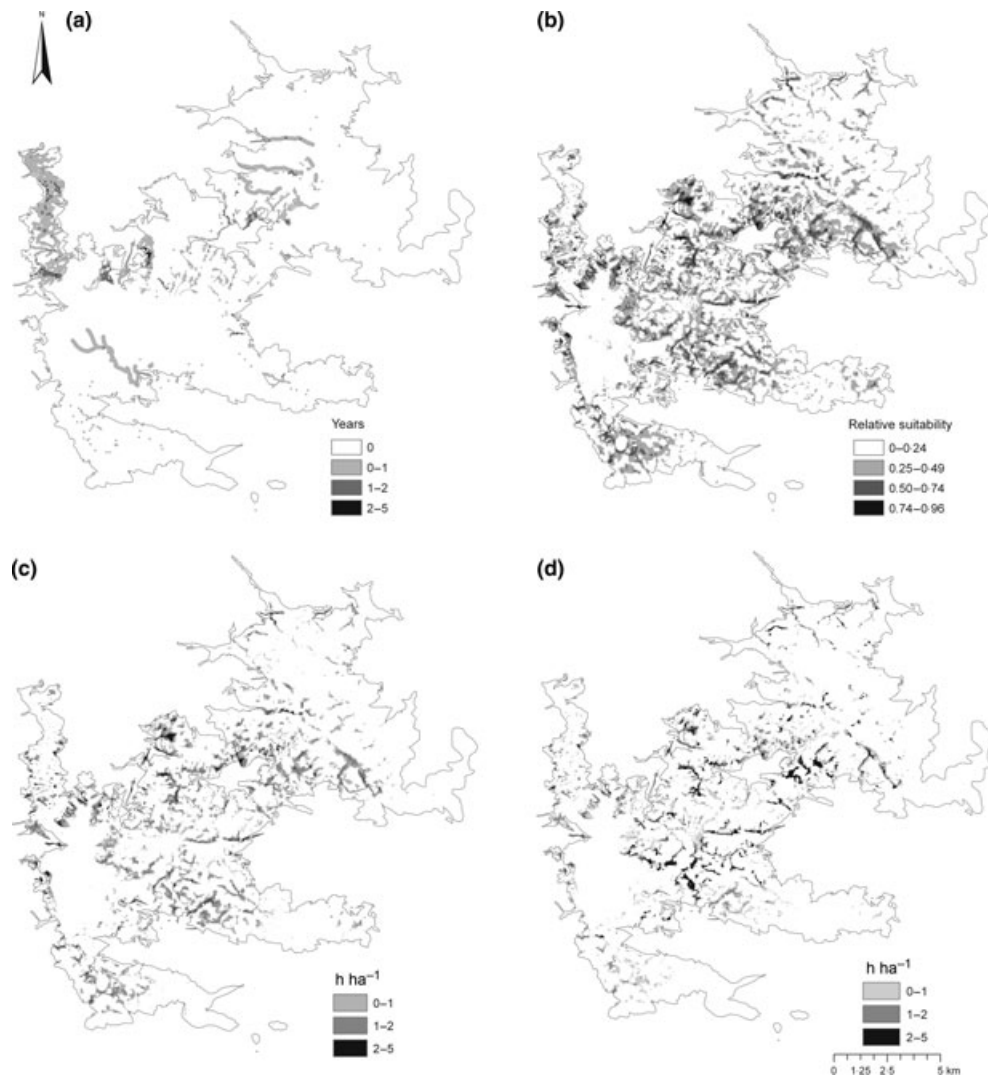 N
(a)
(b)
Years
0
0–1
1–2
2–5
Relative suitability
0–0·24
0.25–0·49
0.50–0·74
0.74–0·96
(c)
(d)
h ha⁻¹
0–1
1–2
2–5
h ha⁻¹
0–1
1–2
2–5
0 1·25 2·5 5 km